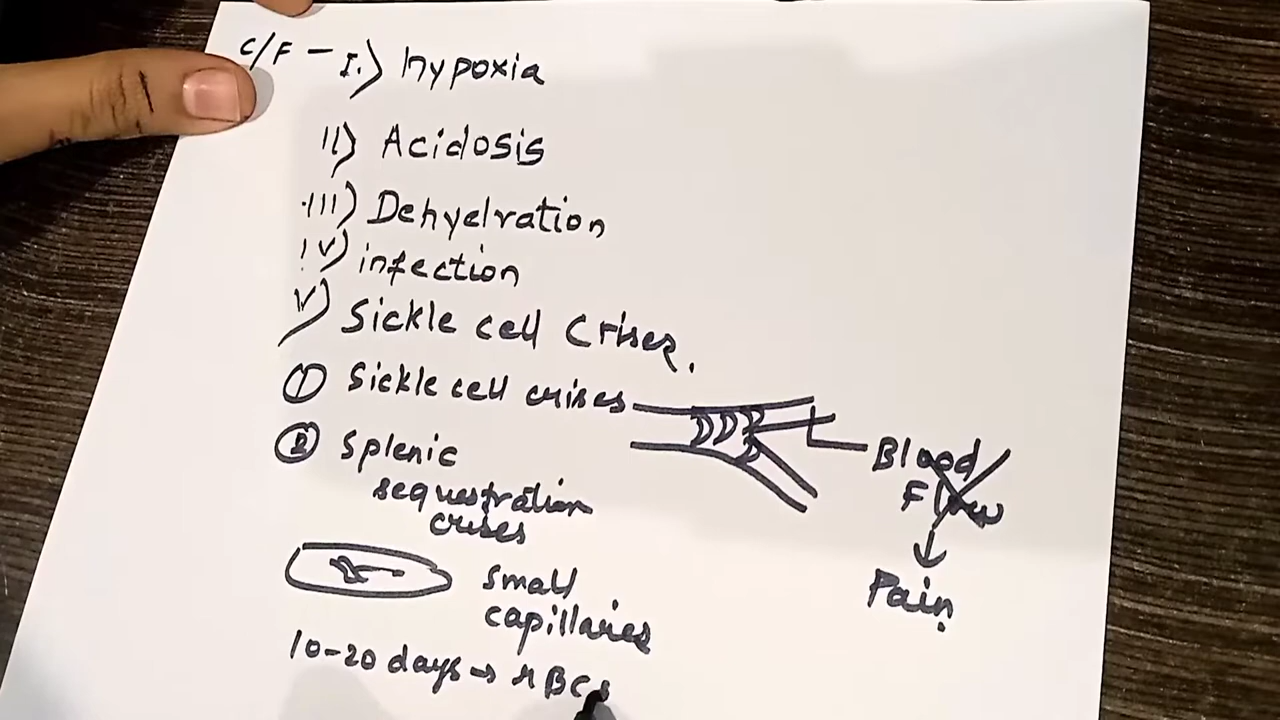 C/F - I.) hypoxia
II) Acidosis
III) Dehydration
IV) infection
V) Sickle cell Crises.
① Sickle cell crises
② Splenic
sequestration
crises
Blood
Flow
Pain
small
capillaries
10-20 days → RBCs